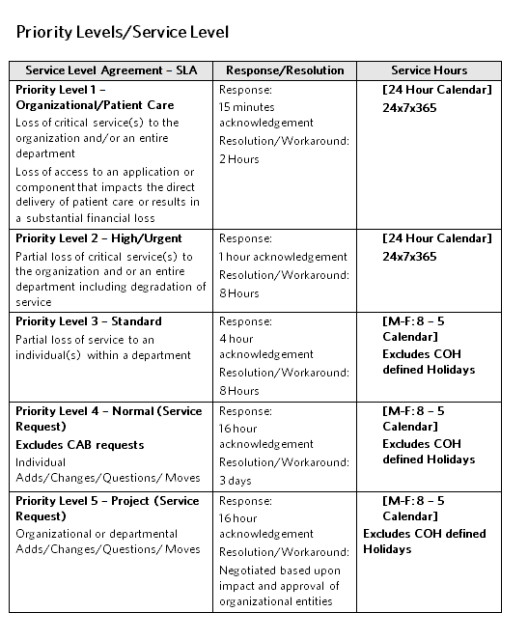 Priority Levels/Service Level
Service Level Agreement – SLA
Response/Resolution
Service Hours
Priority Level 1 –
Organizational/Patient Care
Loss of critical service(s) to the
organization and/or an entire
department
Loss of access to an application or
component that impacts the direct
delivery of patient care or results in
a substantial financial loss
Response:
15 minutes
acknowledgement
Resolution/Workaround:
2 Hours
[24 Hour Calendar]
24x7x365
Priority Level 2 – High/Urgent
Partial loss of critical service(s) to
the organization and or an entire
department including degradation of
service
Response:
1 hour acknowledgement
Resolution/Workaround:
8 Hours
[24 Hour Calendar]
24x7x365
Priority Level 3 – Standard
Partial loss of service to an
individual(s) within a department
Response:
4 hour
acknowledgement
Resolution/Workaround:
8 Hours
[M-F: 8 – 5
Calendar]
Excludes COH
defined Holidays
Priority Level 4 – Normal (Service
Request)
Excludes CAB requests
Individual
Adds/Changes/Questions/ Moves
Response:
16 hour
acknowledgement
Resolution/Workaround:
3 days
[M-F: 8 – 5
Calendar]
Excludes COH
defined Holidays
Priority Level 5 – Project (Service
Request)
Organizational or departmental
Adds/Changes/Questions/ Moves
Response:
16 hour
acknowledgement
Resolution/Workaround:
Negotiated based upon
impact and approval of
organizational entities
[M-F: 8 – 5
Calendar]
Excludes COH defined
Holidays